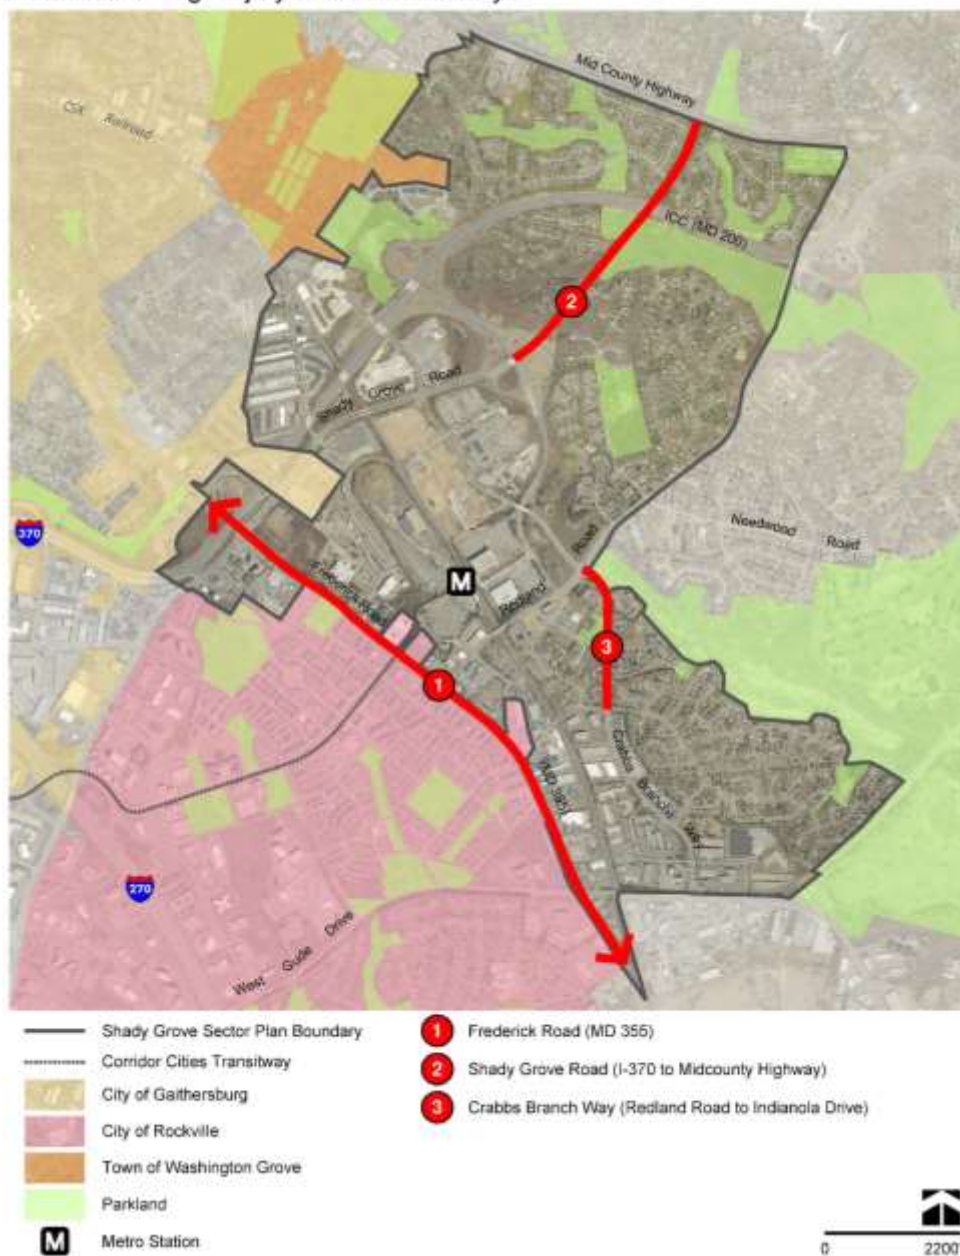 Mid County Highway
CSX Railroad
ICC (MD 200)
2
Shady Grove Road
370
Needwood Road
Road
M
Redland
3
1
Crabbs Branch Way
270
West Gude Drive
Shady Grove Sector Plan Boundary
Corridor Cities Transitway
City of Gaithersburg
City of Rockville
Town of Washington Grove
Parkland
M Metro Station
1 Frederick Road (MD 355)
2 Shady Grove Road (I-370 to Midcounty Highway)
3 Crabbs Branch Way (Redland Road to Indianola Drive)
0 2200